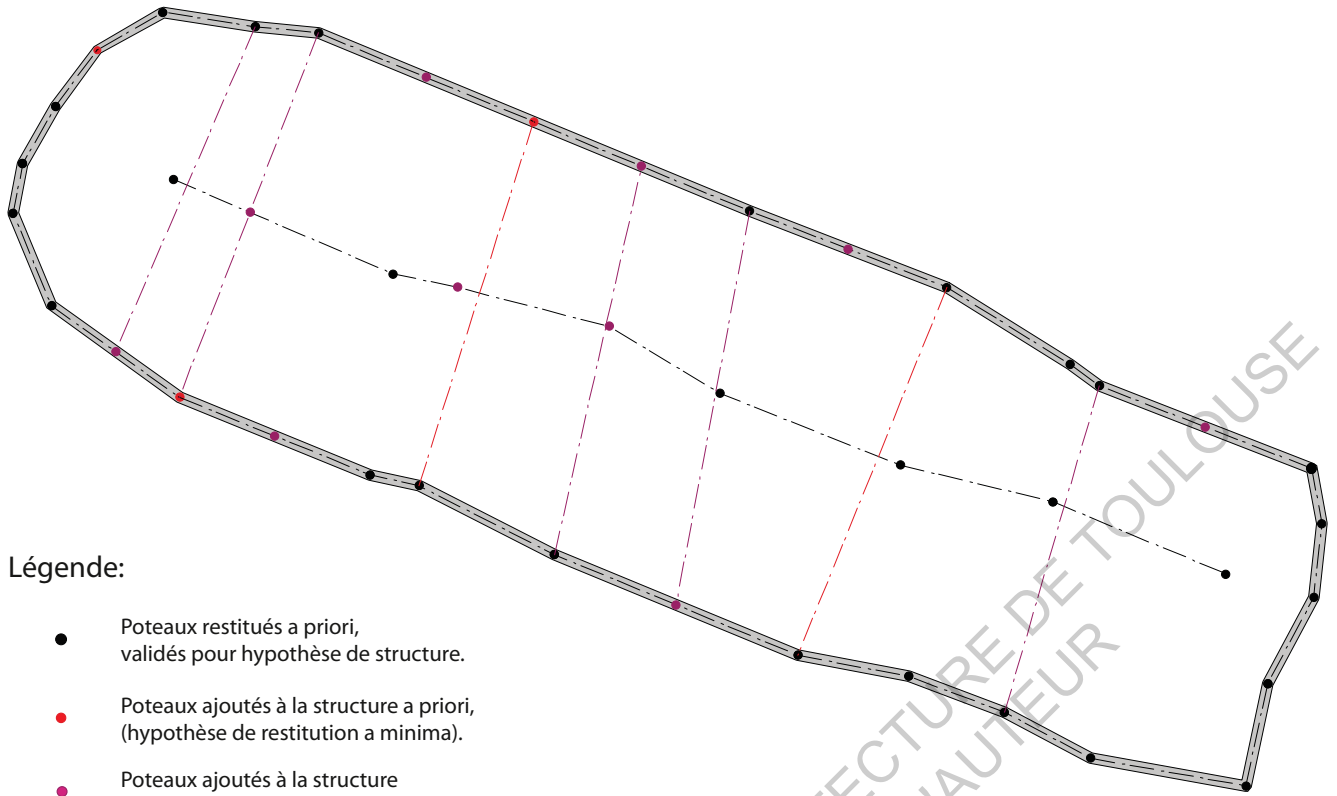 Légende:
Poteaux restitués a priori,
validés pour hypothèse de structure.
Poteaux ajoutés à la structure a priori,
(hypothèse de restitution a minima).
Poteaux ajoutés à la structure
TECTURE DE TOULOUSE
AUTEUR